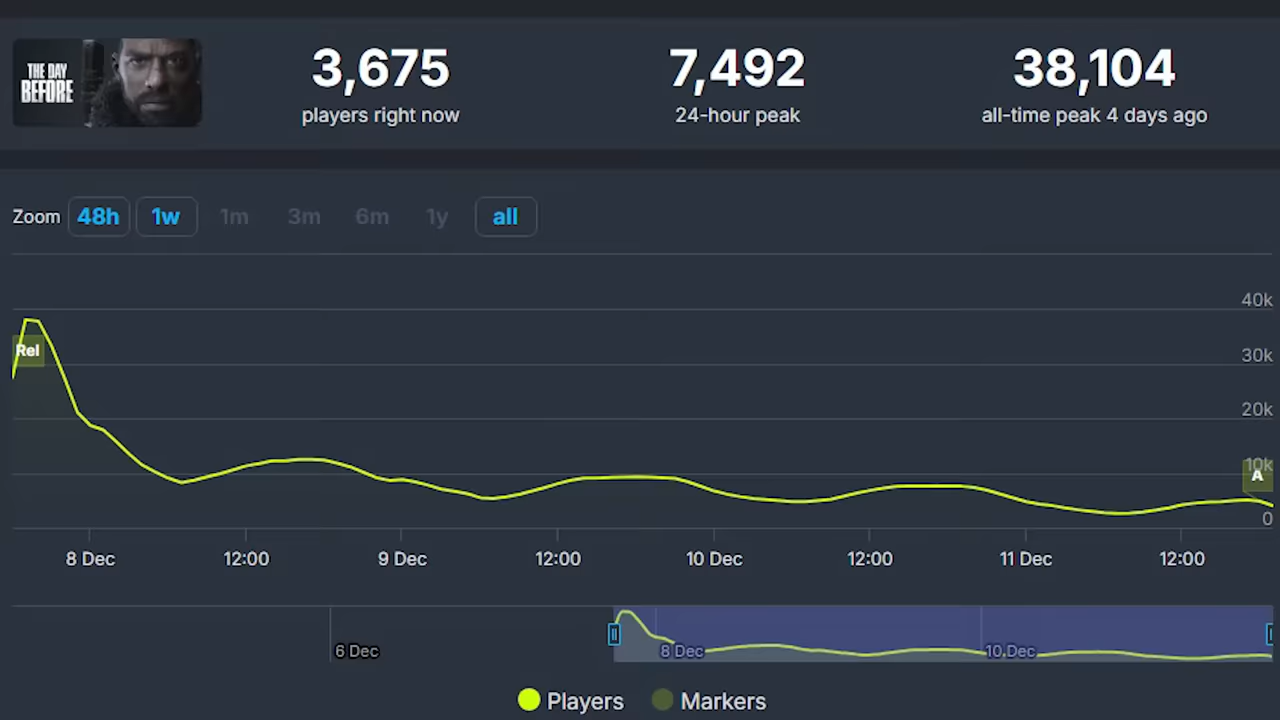 THE DAY
BEFORE
3,675
players right now
7,492
24-hour peak
38,104
all-time peak 4 days ago
Zoom 48h 1w 1m 3m 6m 1y all
40k
Rel
30k
20k
10k
A
0
8 Dec 12:00 9 Dec 12:00 10 Dec 12:00 11 Dec 12:00
6 Dec 8 Dec 10 Dec
Players Markers